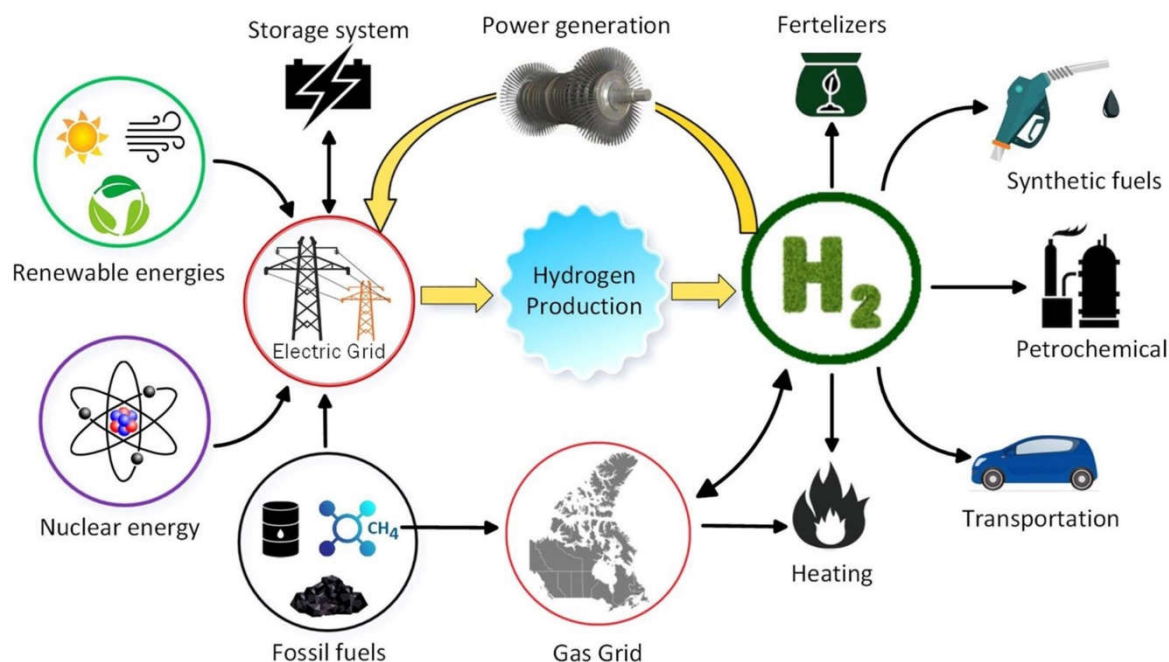 Storage system
Power generation
Fertelizers
Synthetic fuels
Renewable energies
Hydrogen
Production
H2
Electric Grid
Petrochemical
Nuclear energy
CH4
Transportation
Heating
Fossil fuels
Gas Grid